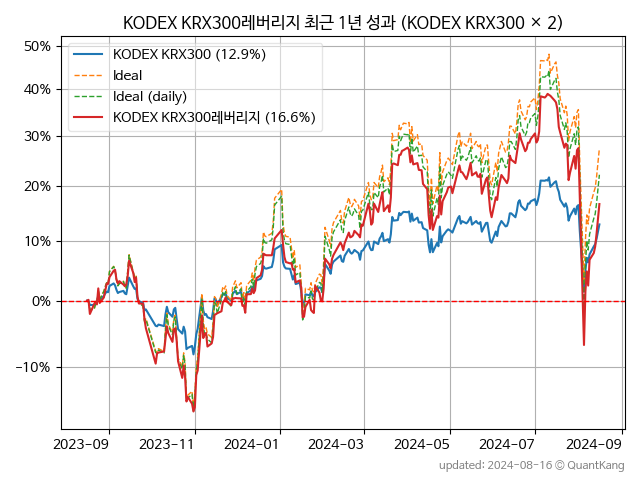 KODEX KRX300레버리지 최근 1년 성과 (KODEX KRX300 × 2)
KODEX KRX300 (12.9%)
Ideal
Ideal (daily)
KODEX KRX300레버리지 (16.6%)
50%
40%
30%
20%
10%
0%
−10%
2023−09
2023−11
2024−01
2024−03
2024−05
2024−07
2024−09
updated: 2024−08−16 © QuantKang